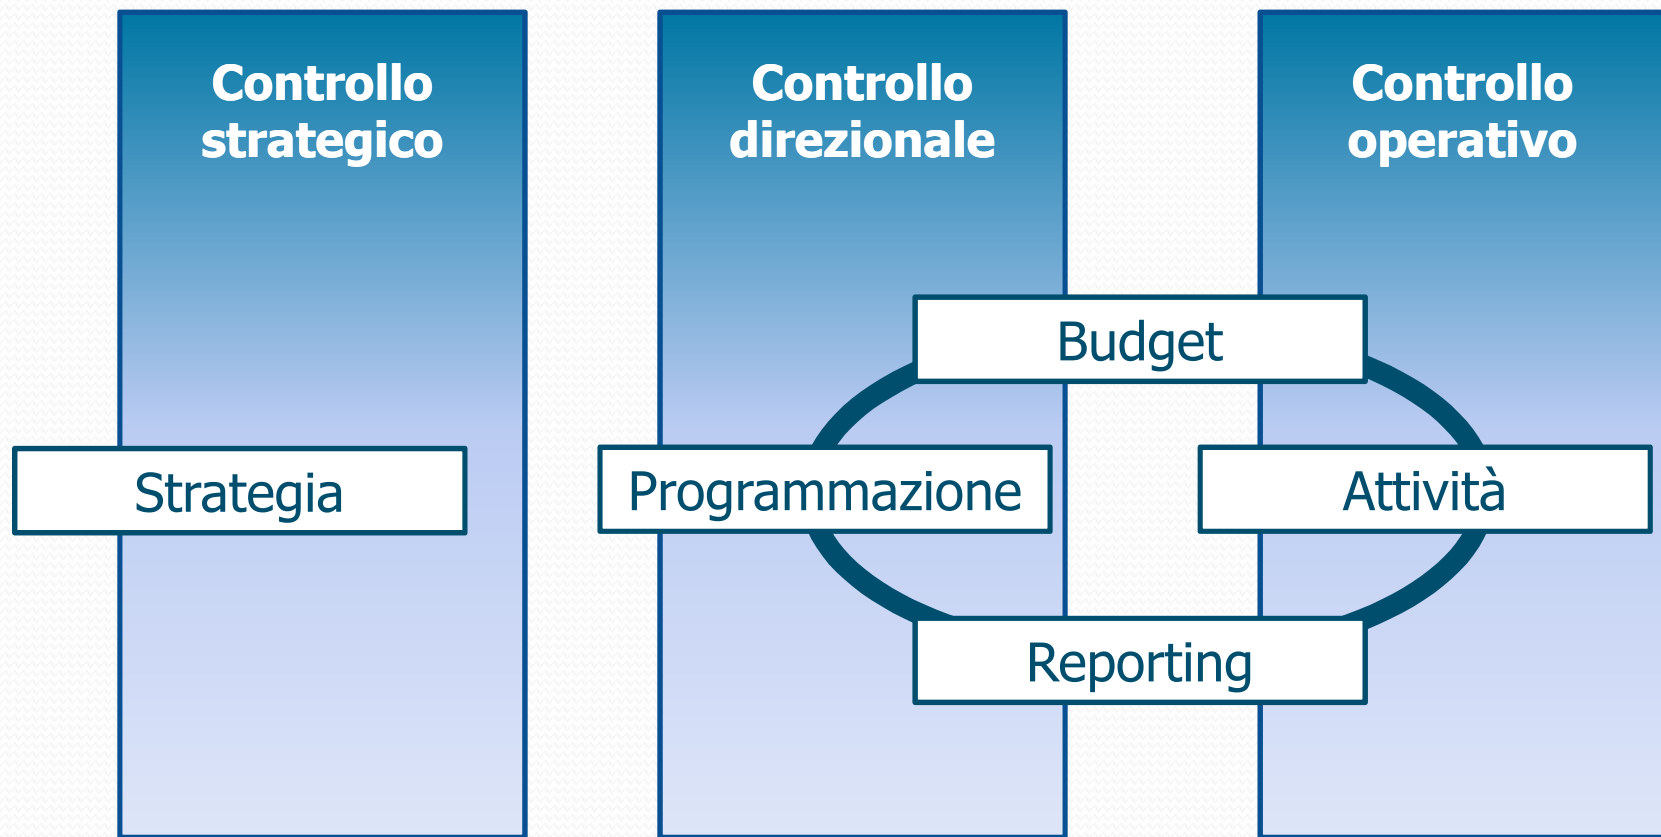 Controllo
strategico
Controllo
direzionale
Controllo
operativo
Budget
Strategia
Programmazione
Attività
Reporting